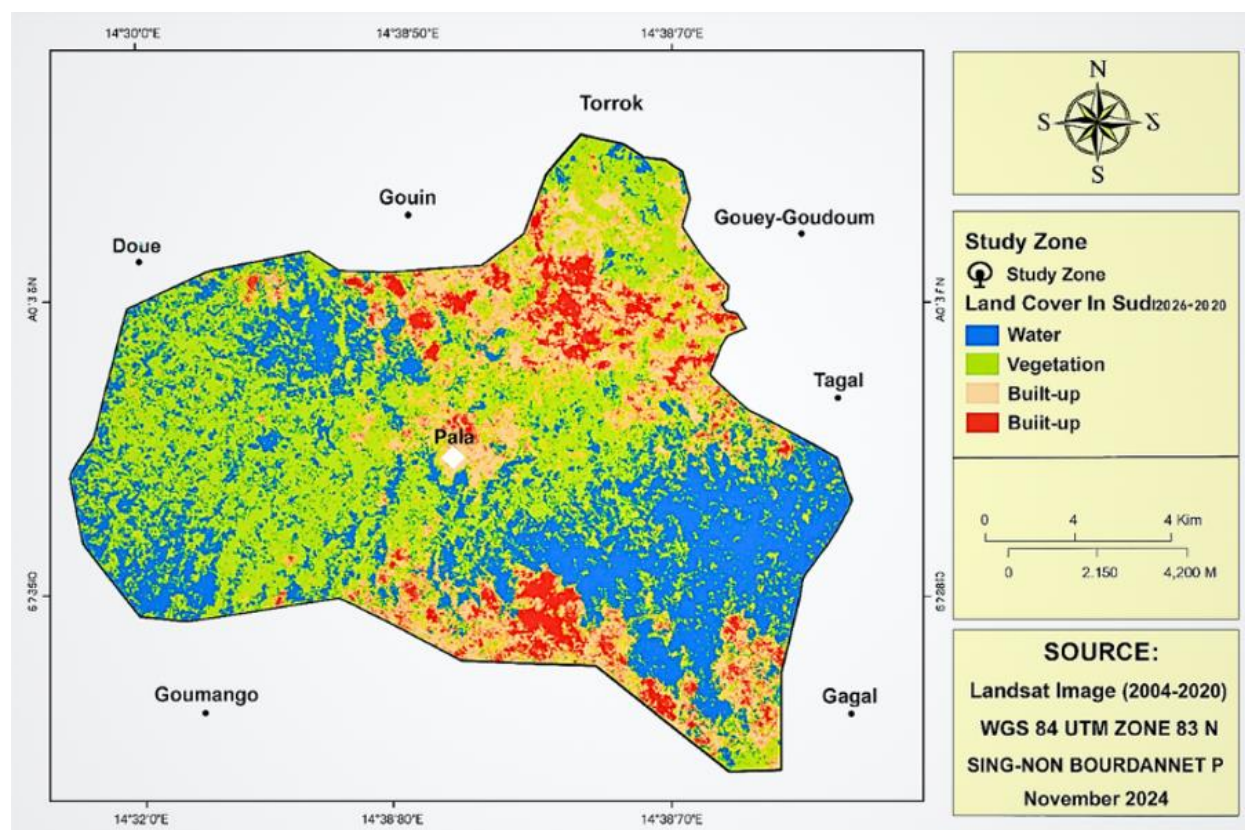 14°30'0"E
14°38'50"E
14°38'70"E
Torrok
Gouin
Gouey-Goudoum
Doue
Tagal
Pala
Goumango
Gagal
14°32'0"E
14°38'80"E
14°38'70"E
N
S
S
Study Zone
Study Zone
Land Cover In Sud12026-2020
Water
Vegetation
Built-up
Buiit-up
0
4
4 Kim
0
2.150
4,200 M
SOURCE:
Landsat Image (2004-2020)
WGS 84 UTM ZONE 83 N
SING-NON BOURDANNET P
November 2024